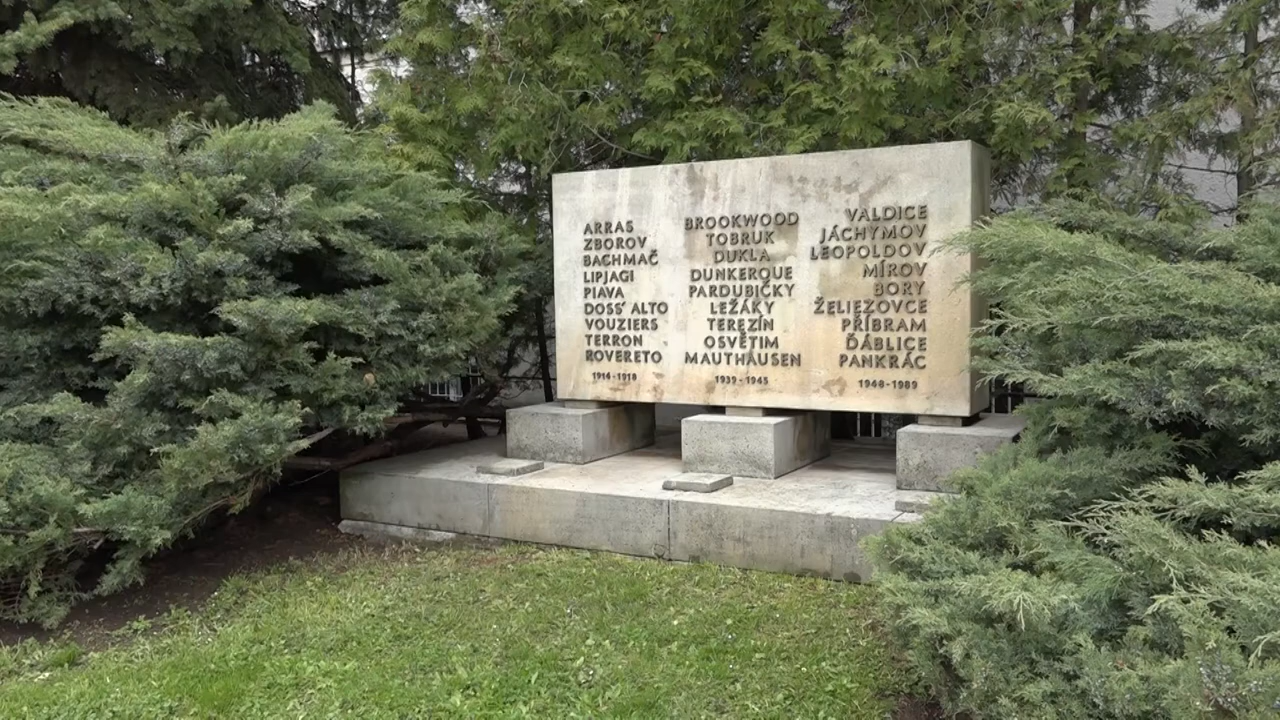 ARRAS
ZBOROV
BACHMAČ
LIPJAGI
PIAVA
DOSS' ALTO
VOUZIERS
TERRON
ROVERETO
1914-1918
BROOKWOOD
TOBRUK
DUKLA
DUNKERQUE
PARDUBIČKY
LEŽÁKY
TEREZÍN
OSVĚTIM
MAUTHAUSEN
1939-1945
VALDICE
JÁCHYMOV
LEOPOLDOV
MÍROV
BORY
ŽELIEZOVCE
PŘÍBRAM
ĎÁBLICE
PANKRÁC
1948-1989